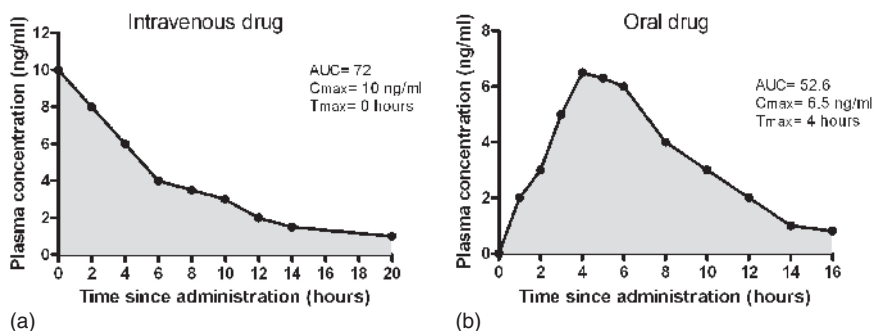 Intravenous drug
Plasma concentration (ng/ml)
12
10
8
6
4
2
0
AUC= 72
Cmax= 10 ng/ml
Tmax= 0 hours
0 2 4 6 8 10 12 14 16 18 20
Time since administration (hours)
(a)
Oral drug
Plasma concentration (ng/ml)
8
6
4
2
0
AUC= 52.6
Cmax= 6.5 ng/ml
Tmax= 4 hours
0 2 4 6 8 10 12 14 16
Time since administration (hours)
(b)